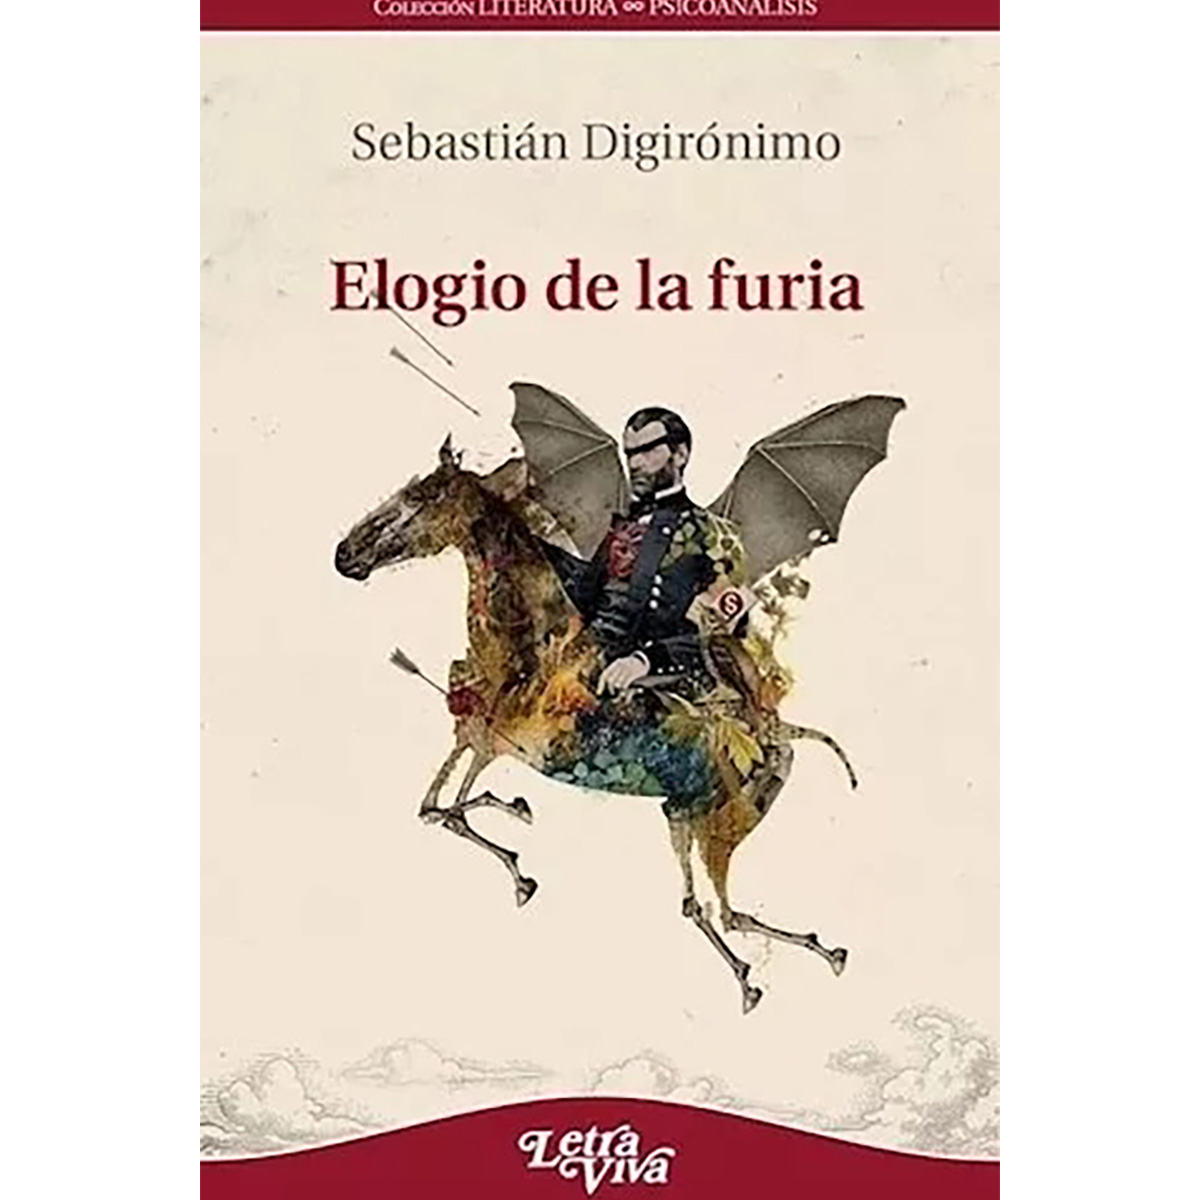 Colección LITERATURA ∞ PSICOANÁLISIS
Sebastián Digirónimo
Elogio de la furia
S
Letra
Viva